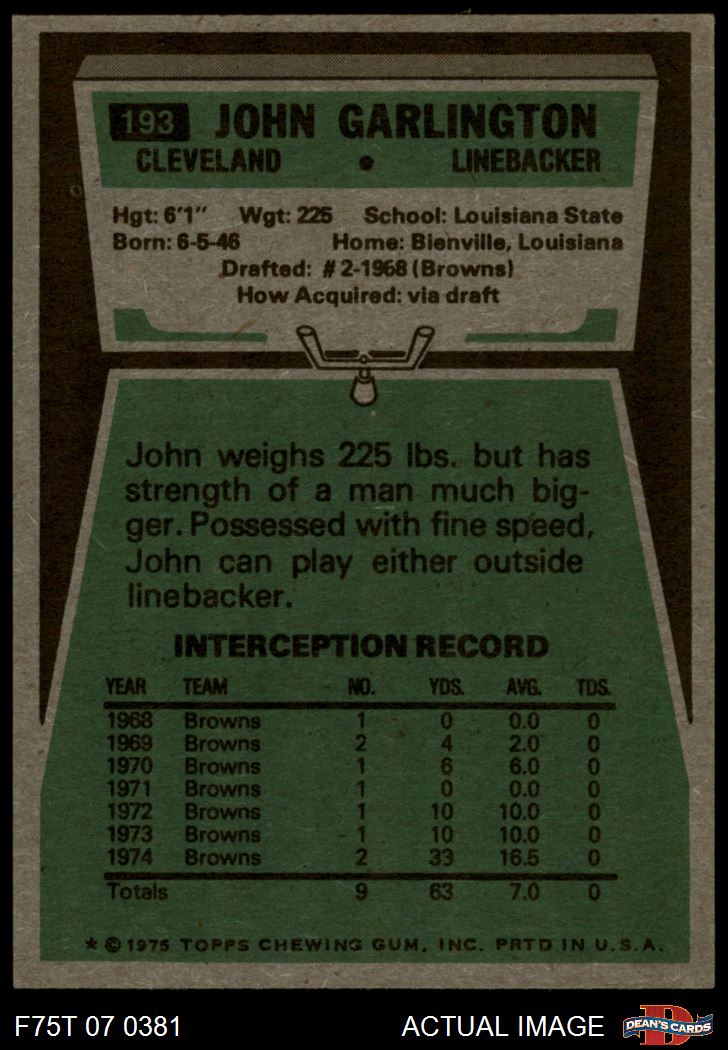 193 JOHN GARLINGTON
CLEVELAND • LINEBACKER
Hgt: 6'1" Wgt: 225 School: Louisiana State
Born: 6-5-46 Home: Bienville, Louisiana
Drafted: #2-1968 (Browns)
How Acquired: via draft
John weighs 225 lbs. but has
strength of a man much big-
ger. Possessed with fine speed,
John can play either outside
linebacker.
INTERCEPTION RECORD
YEAR TEAM NO. YDS. AVG. TDS.
1968 Browns 1 0 0.0 0
1969 Browns 2 4 2.0 0
1970 Browns 1 6 6.0 0
1971 Browns 1 0 0.0 0
1972 Browns 1 10 10.0 0
1973 Browns 1 10 10.0 0
1974 Browns 2 33 16.5 0
Totals 9 63 7.0 0
* © 1975 TOPPS CHEWING GUM, INC. PRTD IN U.S.A.
F75T 07 0381 ACTUAL IMAGE D DEAN'S CARDS